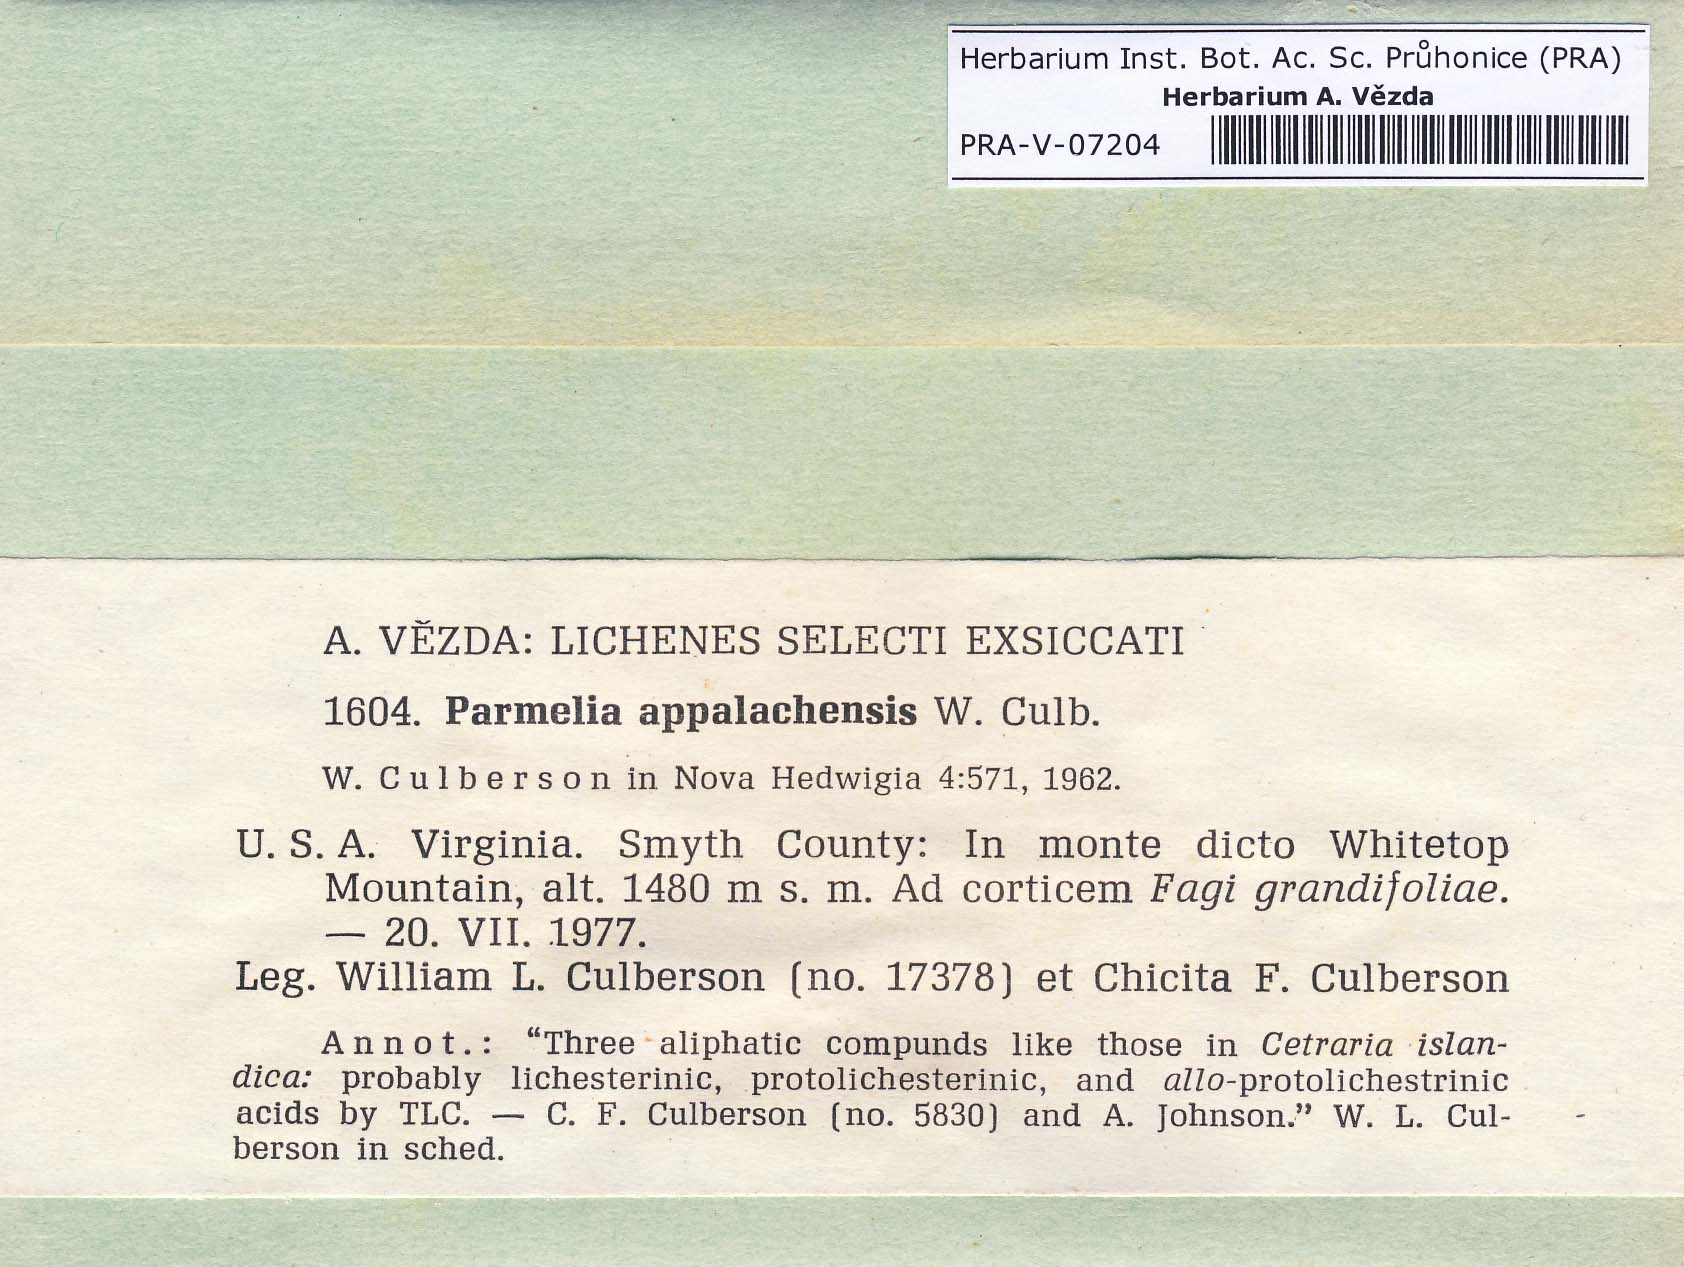 Herbarium Inst. Bot. Ac. Sc. Průhonice (PRA)
Herbarium A. Vězda
PRA-V-07204
A. VĚZDA: LICHENES SELECTI EXSICCATI
1604. Parmelia appalachensis W. Culb.
W. Culberson in Nova Hedwigia 4:571, 1962.
U. S. A. Virginia. Smyth County: In monte dicto Whitetop
Mountain, alt. 1480 m s. m. Ad corticem Fagi grandifoliae.
— 20. VII. 1977.
Leg. William L. Culberson (no. 17378) et Chicita F. Culberson
Annot.: “Three aliphatic compunds like those in Cetraria islan-
dica: probably lichesterinic, protolichesterinic, and allo-protolichestrinic
acids by TLC. — C. F. Culberson (no. 5830) and A. Johnson.” W. L. Cul-
berson in sched.